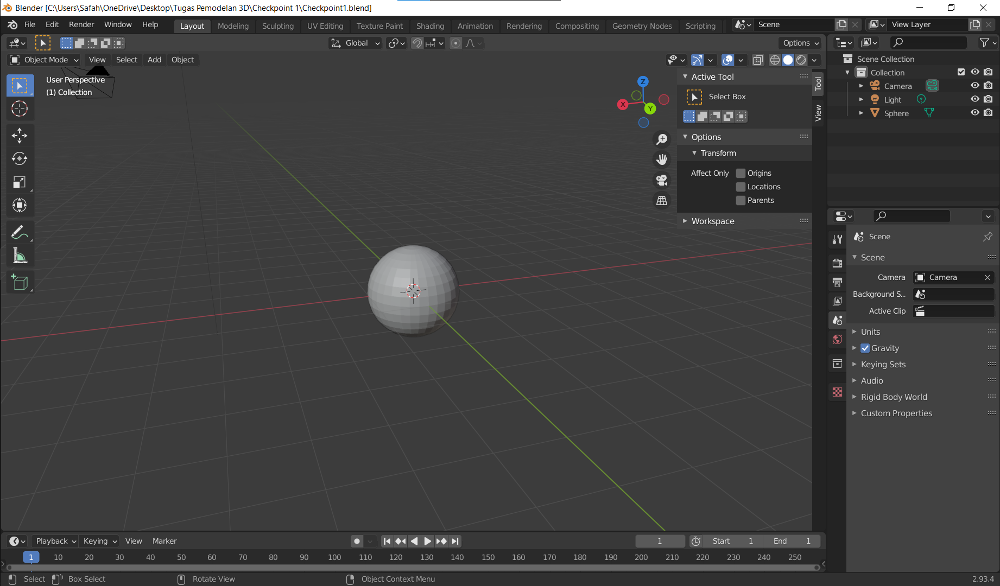 Blender [C:\Users\Safah\OneDrive\Desktop\Tugas Pemodelan 3D\Checkpoint 1\Checkpoint1.blend]
File Edit Render Window Help Layout Modeling Sculpting UV Editing Texture Paint Shading Animation Rendering Compositing Geometry Nodes Scripting Scene View Layer
Global Options
Object Mode View Select Add Object
User Perspective
(1) Collection
Z
X
Y
Active Tool
Select Box
Options
Transform
Affect Only Origins
Locations
Parents
Workspace
Tool
View
Scene Collection
Collection
Camera
Light
Sphere
Scene
Scene
Camera Camera
Background S...
Active Clip
Units
Gravity
Keying Sets
Audio
Rigid Body World
Custom Properties
Playback Keying View Marker 1 Start 1 End 1
1 10 20 30 40 50 60 70 80 90 100 110 120 130 140 150 160 170 180 190 200 210 220 230 240 250
Select Box Select Rotate View Object Context Menu 2.93.4